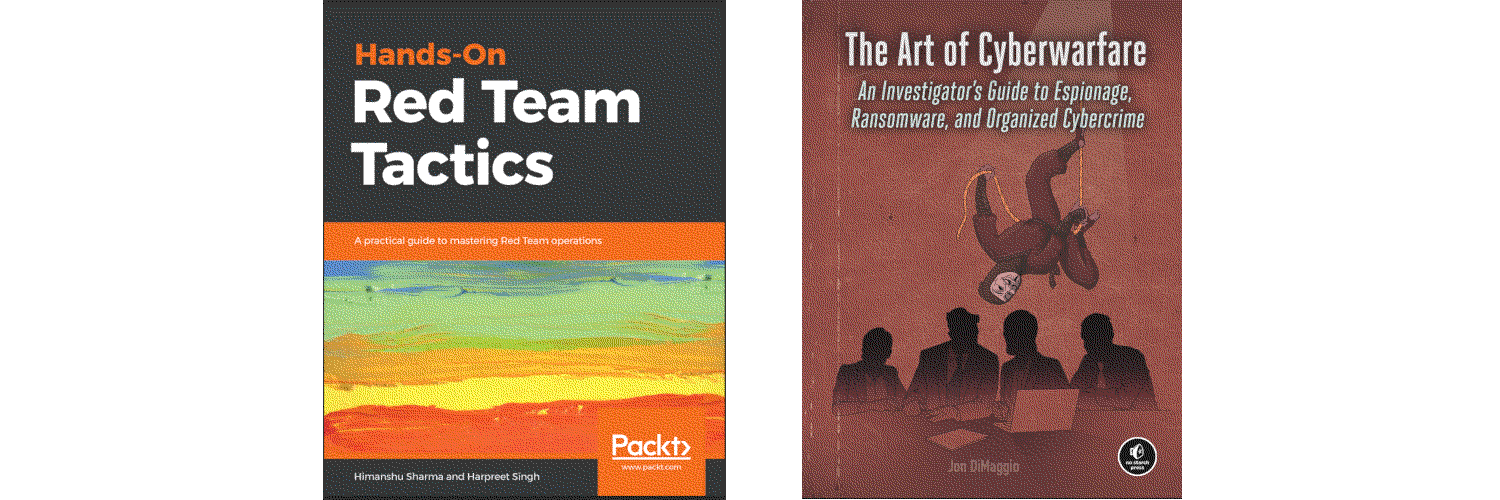 Hands-On
Red Team
Tactics
A practical guide to mastering Red Team operations
Packt>
www.packt.com
Himanshu Sharma and Harpreet Singh
The Art of Cyberwarfare
An Investigator's Guide to Espionage,
Ransomware, and Organized Cybercrime
Jon DiMaggio
no starch
press